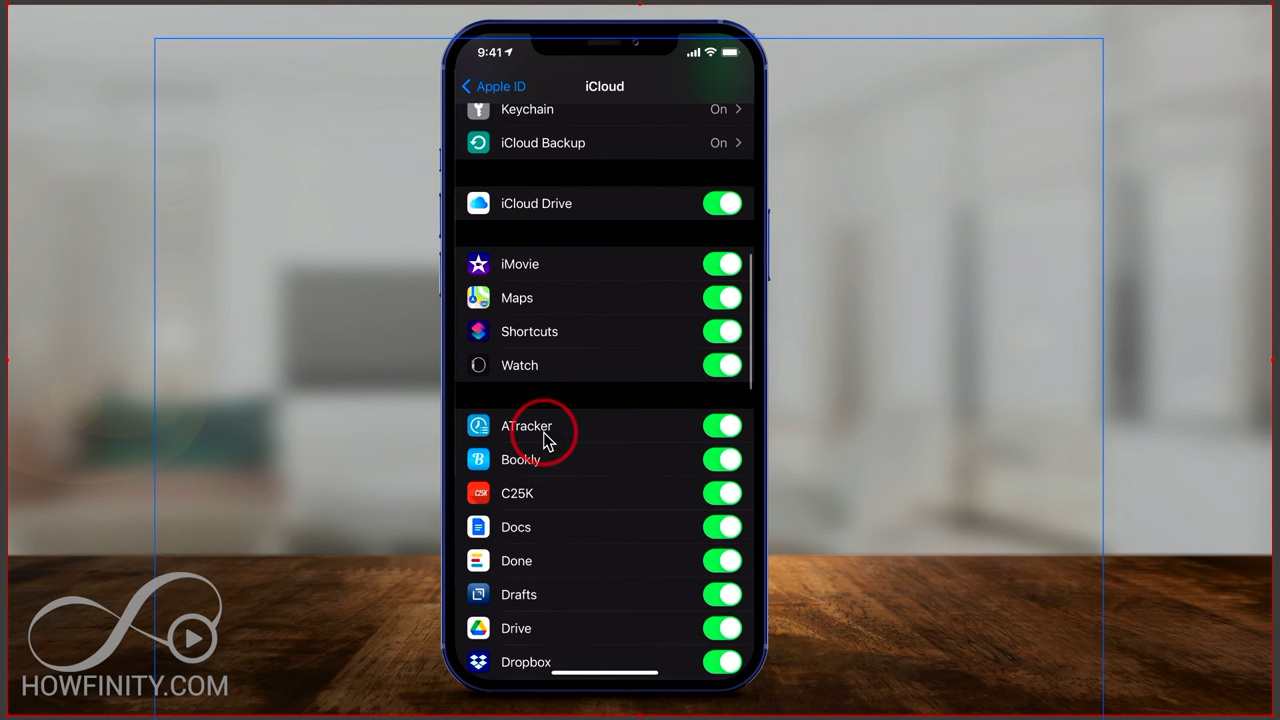 9:41
Apple ID
iCloud
Keychain On
iCloud Backup On
iCloud Drive
iMovie
Maps
Shortcuts
Watch
ATracker
Bookly
C25K
Docs
Done
Drafts
Drive
Dropbox
HOWFINITY.COM